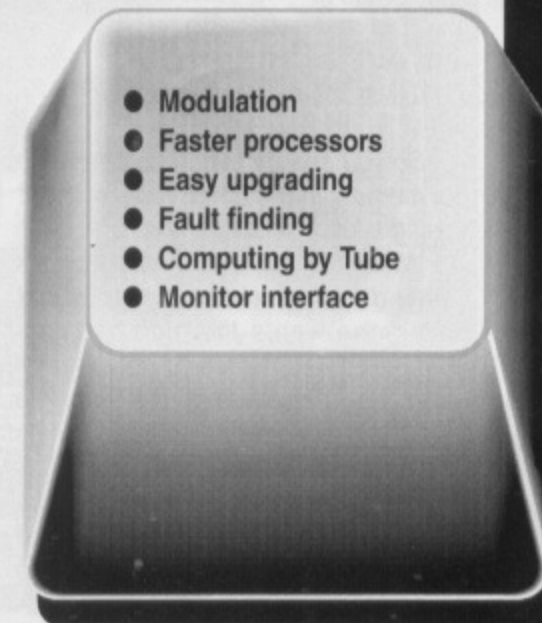 ● Modulation
● Faster processors
● Easy upgrading
● Fault finding
● Computing by Tube
● Monitor interface